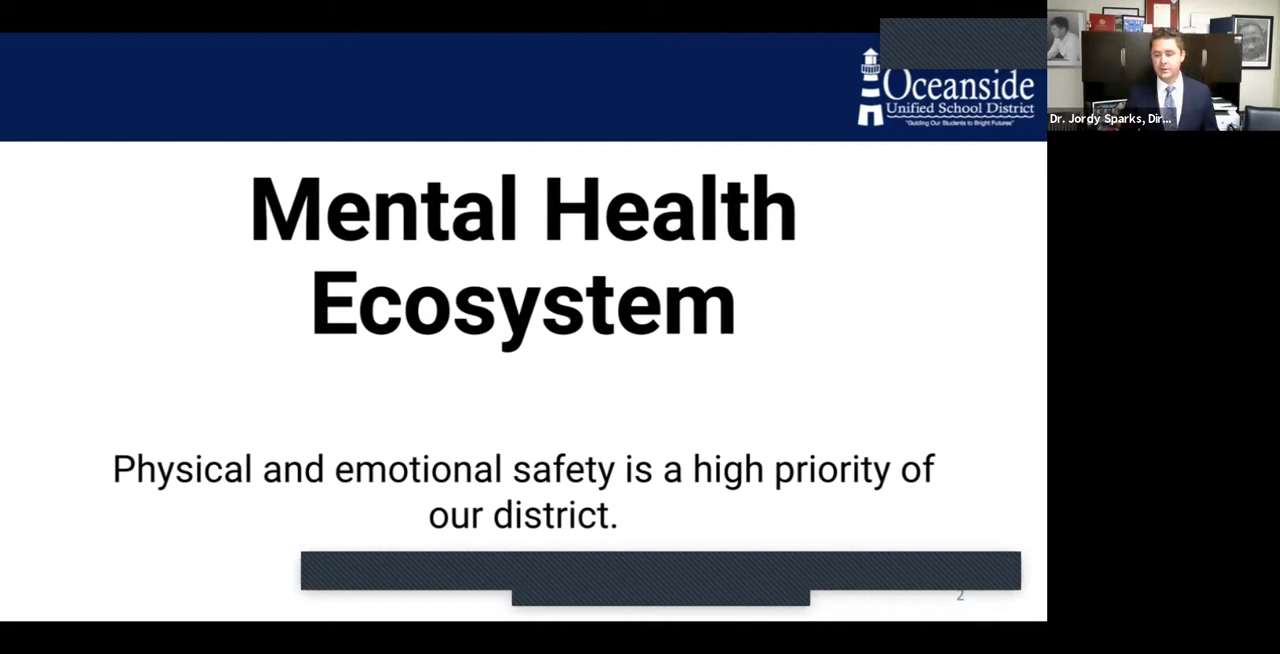 Oceanside
Unified School District
"Guiding Our Students to Bright Futures"
Dr. Jordy Sparks, Dir...
Mental Health
Ecosystem
Physical and emotional safety is a high priority of
our district.
2